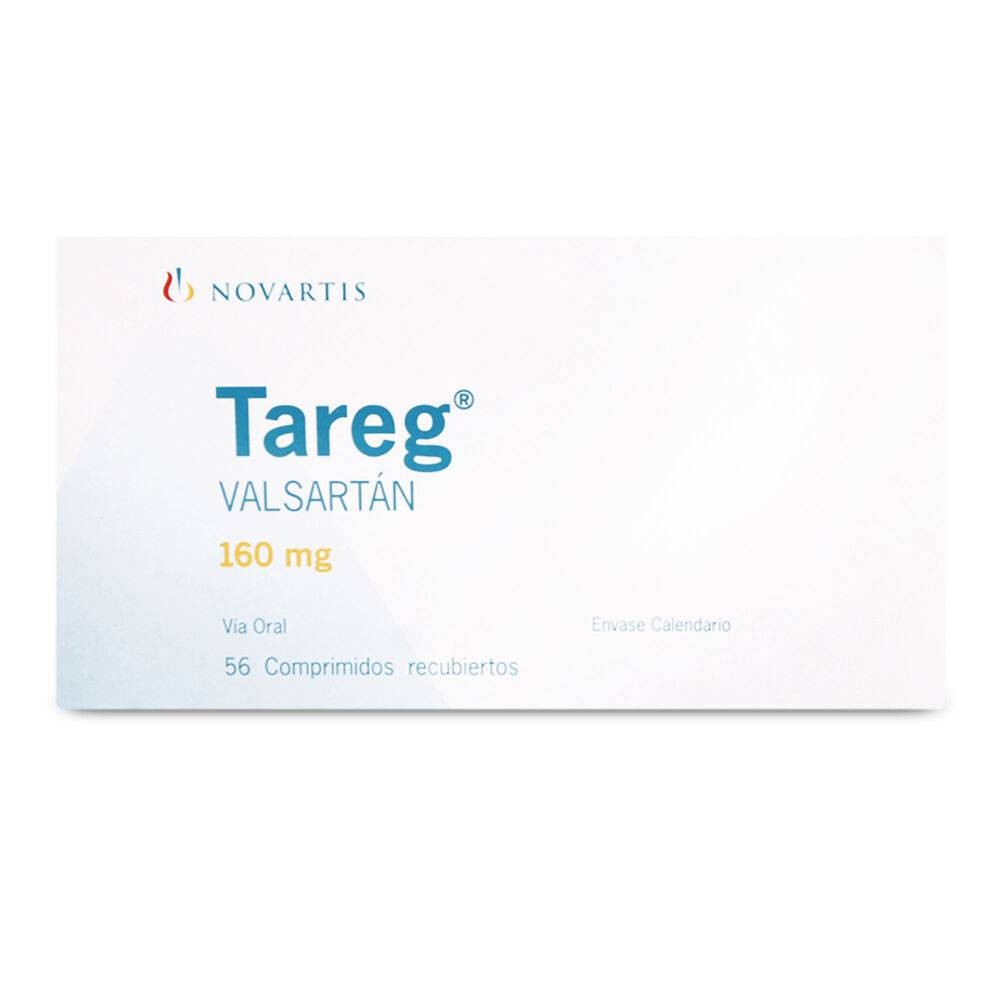 NOVARTIS
Tareg®
VALSARTÁN
160 mg
Vía Oral
Envase Calendario
56 Comprimidos recubiertos